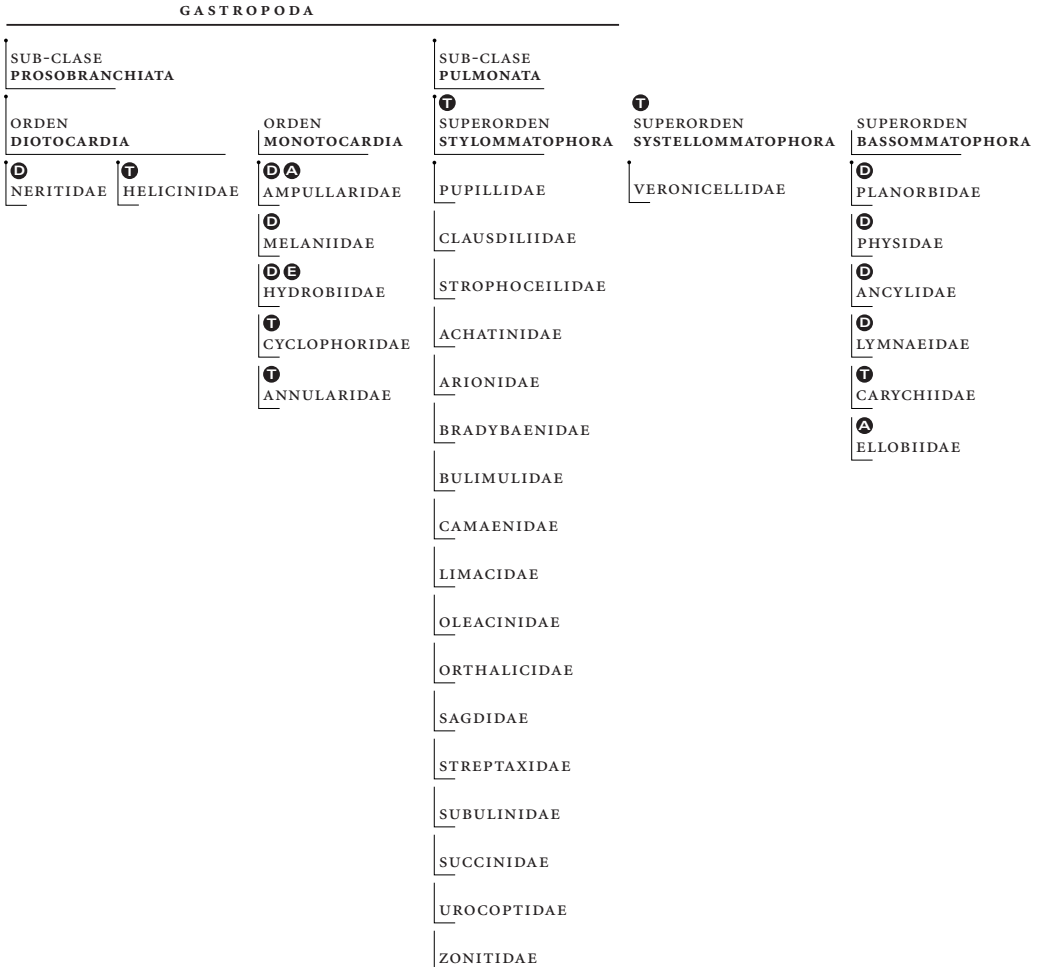 GASTROPODA
SUB-CLASE
PROSOBRANCHIATA
ORDEN
DIOTOCARDIA
D
NERITIDAE
T
HELICINIDAE
ORDEN
MONOTOCARDIA
D A
AMPULLARIDAE
D
MELANIIDAE
D E
HYDROBIIDAE
T
CYCLOPHORIDAE
T
ANNULARIDAE
SUB-CLASE
PULMONATA
T
SUPERORDEN
STYLOMMATOPHORA
PUPILLIDAE
CLAUSDILIIDAE
STROPHOCEILIDAE
ACHATINIDAE
ARIONIDAE
BRADYBAENIDAE
BULIMULIDAE
CAMAENIDAE
LIMACIDAE
OLEACINIDAE
ORTHALICIDAE
SAGDIDAE
STREPTAXIDAE
SUBULINIDAE
SUCCINIDAE
UROCOPTIDAE
ZONITIDAE
T
SUPERORDEN
SYSTELLOMMATOPHORA
VERONICELLIDAE
SUPERORDEN
BASSOMMATOPHORA
D
PLANORBIDAE
D
PHYSIDAE
D
ANCYLIDAE
D
LYMNAEIDAE
T
CARYCHIIDAE
A
ELLOBIIDAE